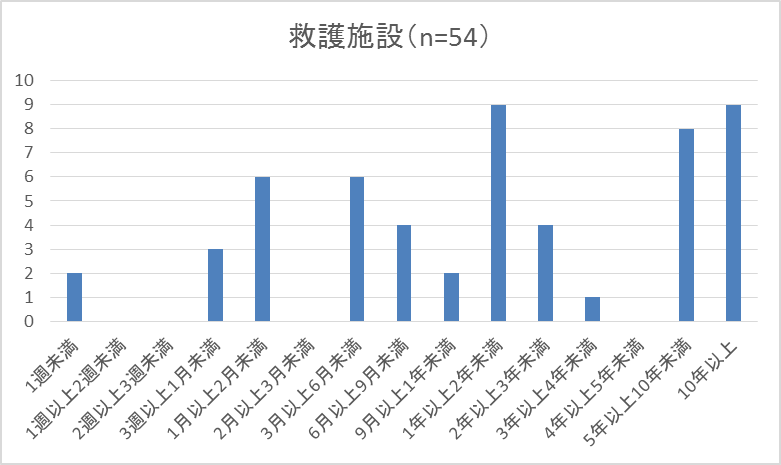 救護施設（n=54）
10
9
8
7
6
5
4
3
2
1
0
1週未満
1週以上2週未満
2週以上3週未満
3週以上1月未満
1月以上2月未満
2月以上3月未満
3月以上6月未満
6月以上9月未満
9月以上1年未満
1年以上2年未満
2年以上3年未満
3年以上4年未満
4年以上5年未満
5年以上10年未満
10年以上